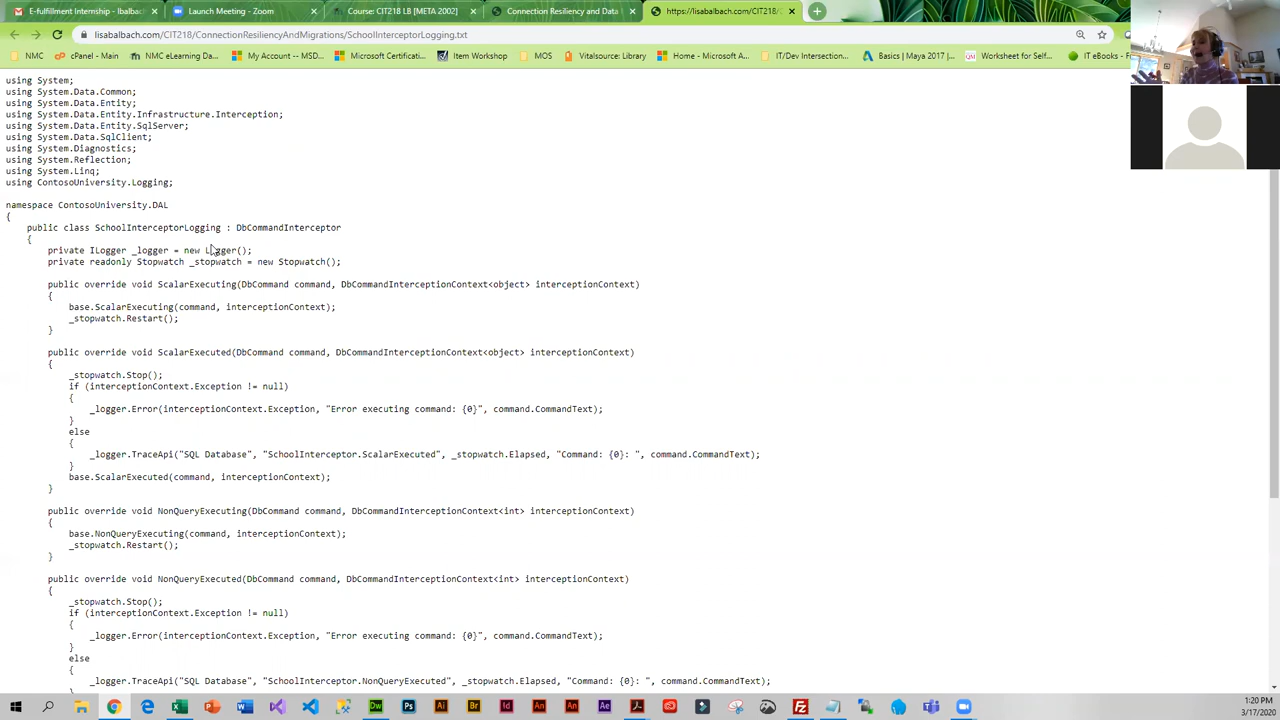 E-fulfillment Internship - lbalbac
Launch Meeting - Zoom
Course: CIT218 LB [META 2002]
Connection Resiliency and Data
https://lisabalbach.com/CIT218/
lisabalbach.com/CIT218/ConnectionResiliencyAndMigrations/SchoolInterceptorLogging.txt
NMC
cPanel - Main
NMC eLearning Da...
My Account -- MSD...
Microsoft Certificati...
Item Workshop
MOS
Vitalsource: Library
Home - Microsoft A...
IT/Dev Intersection...
Basics | Maya 2017 |...
Worksheet for Self...
IT eBooks - F
using System;
using System.Data.Common;
using System.Data.Entity;
using System.Data.Entity.Infrastructure.Interception;
using System.Data.Entity.SqlServer;
using System.Data.SqlClient;
using System.Diagnostics;
using System.Reflection;
using System.Linq;
using ContosoUniversity.Logging;
namespace ContosoUniversity.DAL
{
public class SchoolInterceptorLogging : DbCommandInterceptor
{
private ILogger _logger = new Logger();
private readonly Stopwatch _stopwatch = new Stopwatch();
public override void ScalarExecuting(DbCommand command, DbCommandInterceptionContext<object> interceptionContext)
{
base.ScalarExecuting(command, interceptionContext);
_stopwatch.Restart();
}
public override void ScalarExecuted(DbCommand command, DbCommandInterceptionContext<object> interceptionContext)
{
_stopwatch.Stop();
if (interceptionContext.Exception != null)
{
_logger.Error(interceptionContext.Exception, "Error executing command: {0}", command.CommandText);
}
else
{
_logger.TraceApi("SQL Database", "SchoolInterceptor.ScalarExecuted", _stopwatch.Elapsed, "Command: {0}: ", command.CommandText);
}
base.ScalarExecuted(command, interceptionContext);
}
public override void NonQueryExecuting(DbCommand command, DbCommandInterceptionContext<int> interceptionContext)
{
base.NonQueryExecuting(command, interceptionContext);
_stopwatch.Restart();
}
public override void NonQueryExecuted(DbCommand command, DbCommandInterceptionContext<int> interceptionContext)
{
_stopwatch.Stop();
if (interceptionContext.Exception != null)
{
_logger.Error(interceptionContext.Exception, "Error executing command: {0}", command.CommandText);
}
else
{
_logger.TraceApi("SQL Database", "SchoolInterceptor.NonQueryExecuted", _stopwatch.Elapsed, "Command: {0}: ", command.CommandText);
}
1:20 PM
3/17/2020